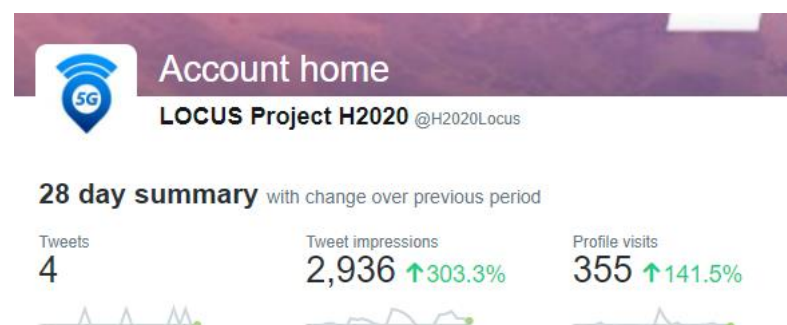 5G
Account home
LOCUS Project H2020 @H2020Locus
28 day summary with change over previous period
Tweets
4
Tweet impressions
2,936 ↑303.3%
Profile visits
355 ↑141.5%